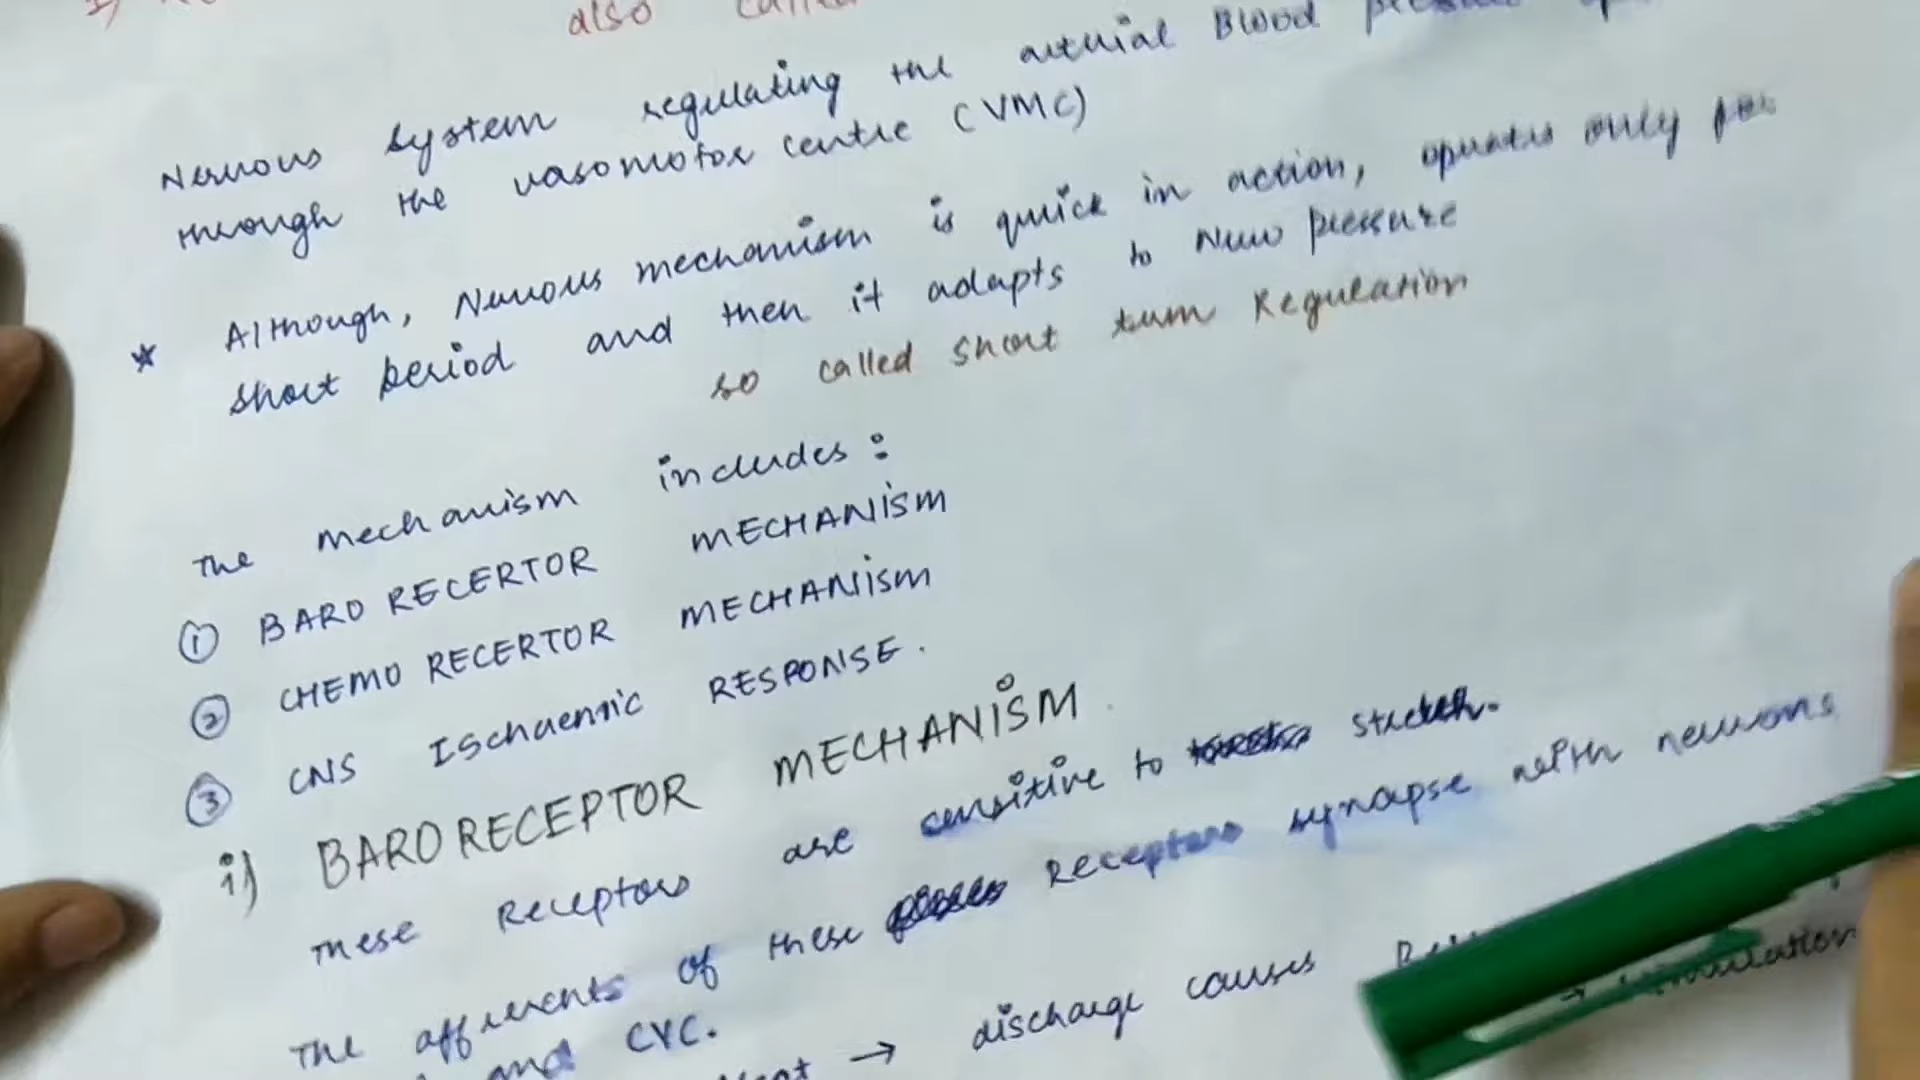 also called
Nervous System regulating the arterial Blood
through the vasomotor centre (VMC)
* Although, Nervous mechanism is quick in action, operates only for
short period and then it adapts to New pressure
so called short term Regulation
The mechanism includes :
① BARO RECERTOR MECHANISM
② CHEMO RECERTOR MECHANISM
③ CNS Ischaemic RESPONSE.
i) BARORECEPTOR MECHANISM
These Receptors are sensitive to stretch.
The afferents of these Receptors synapse with neurons
and CVC.
→ discharge causes